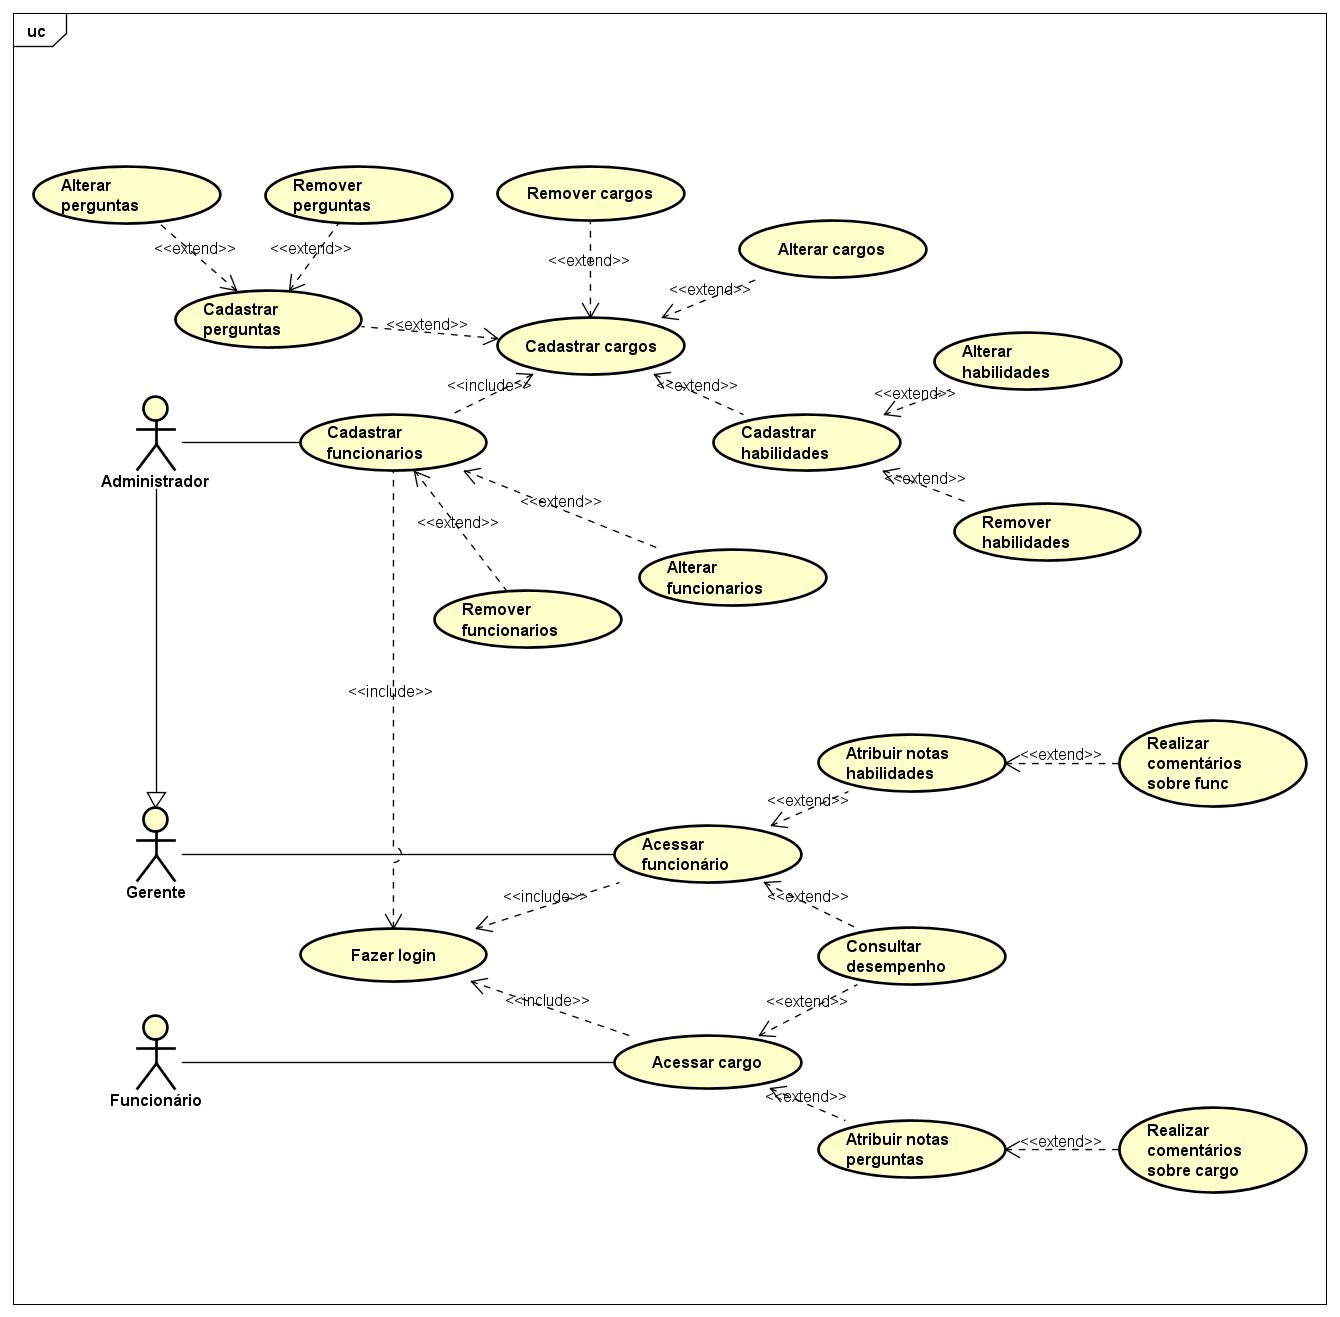 uc
Alterar
perguntas
Remover
perguntas
Remover cargos
Alterar cargos
<<extend>>
<<extend>>
<<extend>>
<<extend>>
Cadastrar
perguntas
<<extend>>
Cadastrar cargos
Alterar
habilidades
<<include>>
<<extend>>
<<extend>>
Administrador
Cadastrar
funcionarios
Cadastrar
habilidades
<<extend>>
<<extend>>
<<extend>>
Remover
habilidades
Alterar
funcionarios
Remover
funcionarios
<<include>>
Atribuir notas
habilidades
<<extend>>
Realizar
comentários
sobre func
<<extend>>
Gerente
Acessar
funcionário
<<include>>
<<extend>>
Fazer login
Consultar
desempenho
<<include>>
<<extend>>
Funcionário
Acessar cargo
<<extend>>
Atribuir notas
perguntas
<<extend>>
Realizar
comentários
sobre cargo